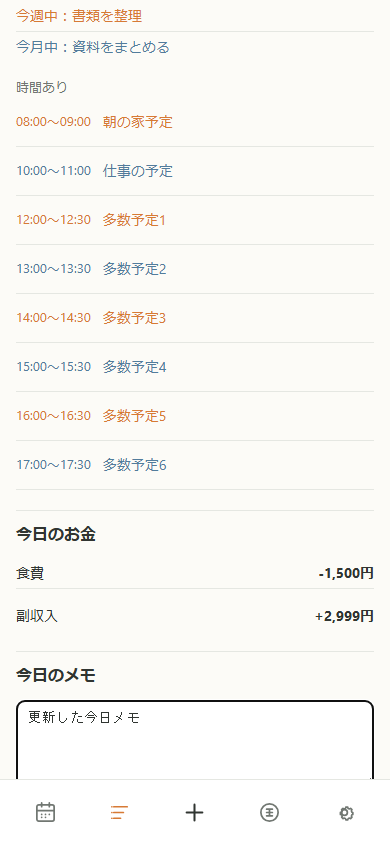 今週中：書類を整理
今月中：資料をまとめる
時間あり
08:00〜09:00 朝の家予定
10:00〜11:00 仕事の予定
12:00〜12:30 多数予定1
13:00〜13:30 多数予定2
14:00〜14:30 多数予定3
15:00〜15:30 多数予定4
16:00〜16:30 多数予定5
17:00〜17:30 多数予定6
今日のお金
食費 -1,500円
副収入 +2,999円
今日のメモ
更新した今日メモ